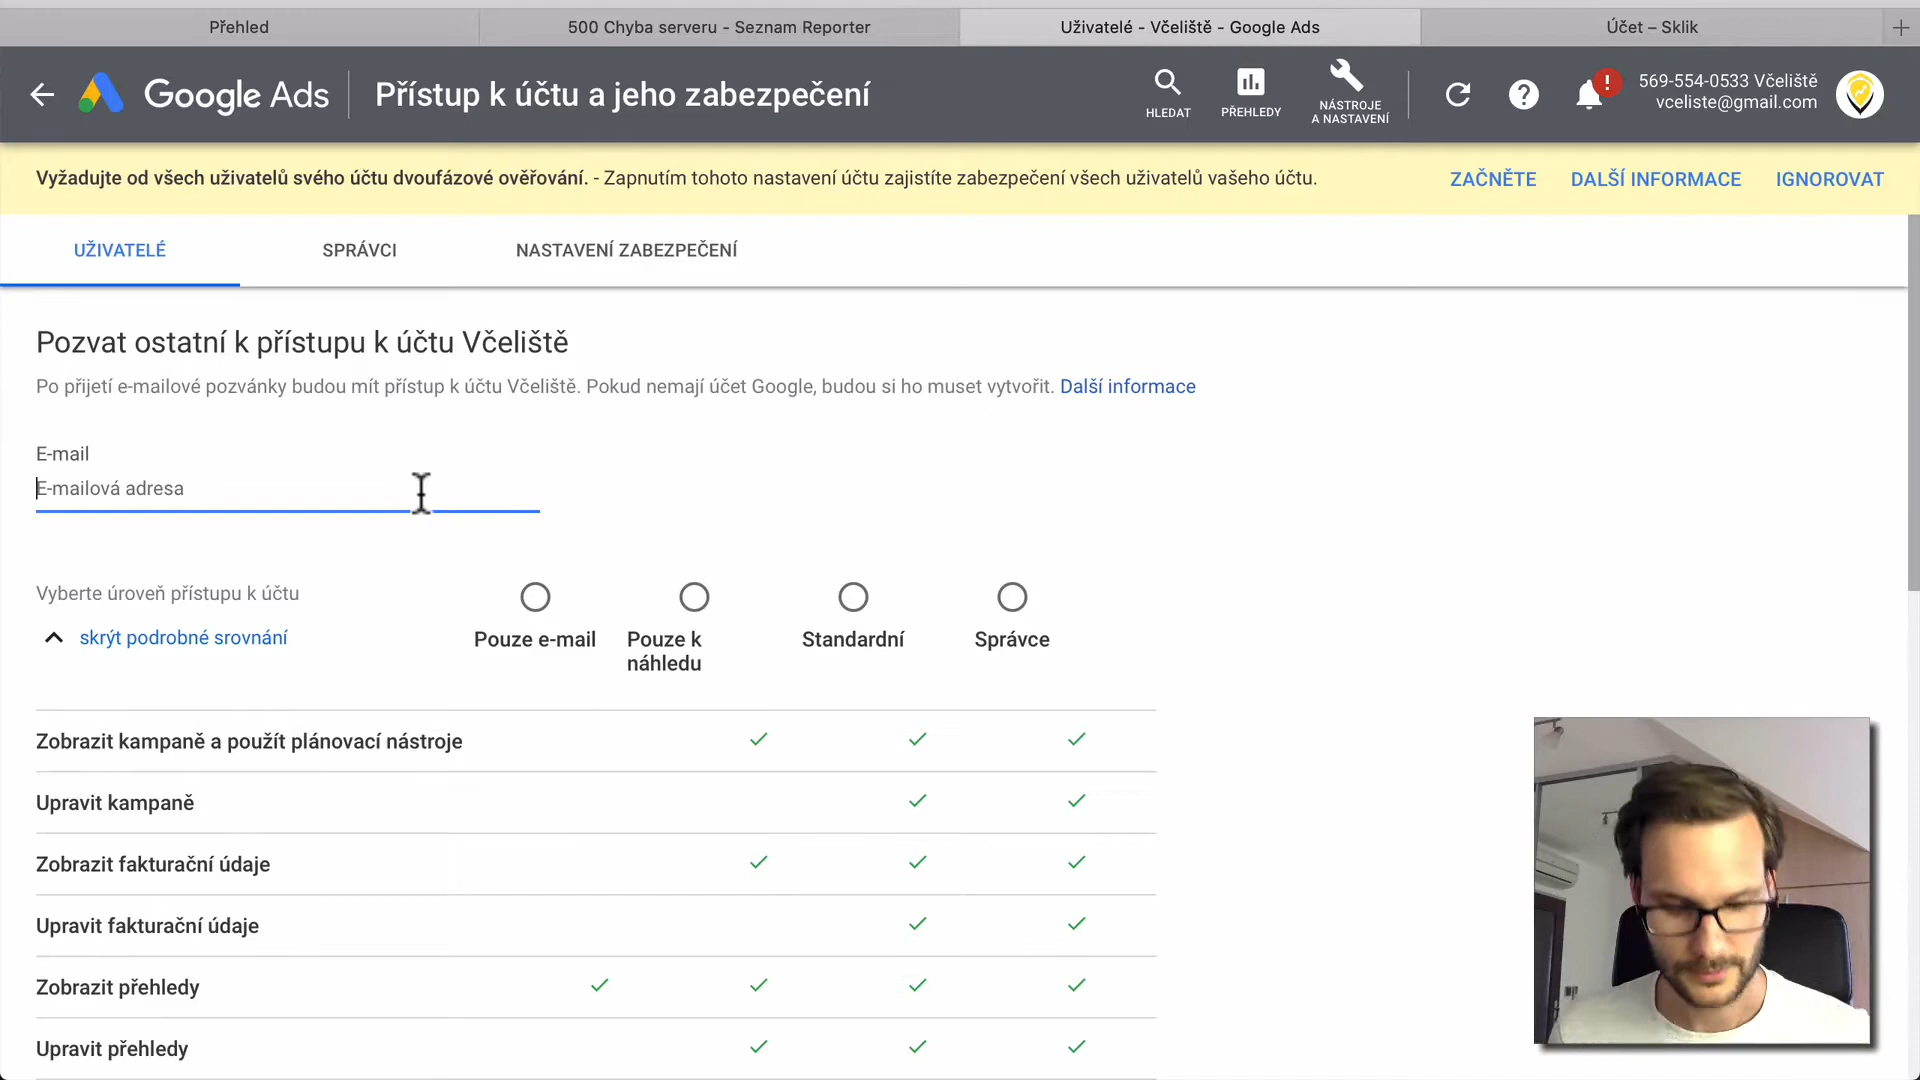 Přehled
500 Chyba serveru - Seznam Reporter
Uživatelé - Včeliště - Google Ads
Účet – Sklik
Google Ads
Přístup k účtu a jeho zabezpečení
HLEDAT
PŘEHLEDY
NÁSTROJE
A NASTAVENÍ
569-554-0533 Včeliště
vceliste@gmail.com
Vyžadujte od všech uživatelů svého účtu dvoufázové ověřování. - Zapnutím tohoto nastavení účtu zajistíte zabezpečení všech uživatelů vašeho účtu.
ZAČNĚTE
DALŠÍ INFORMACE
IGNOROVAT
UŽIVATELÉ
SPRÁVCI
NASTAVENÍ ZABEZPEČENÍ
Pozvat ostatní k přístupu k účtu Včeliště
Po přijetí e-mailové pozvánky budou mít přístup k účtu Včeliště. Pokud nemají účet Google, budou si ho muset vytvořit. Další informace
E-mail
E-mailová adresa
Vyberte úroveň přístupu k účtu
skrýt podrobné srovnání
Pouze e-mail
Pouze k
náhledu
Standardní
Správce
Zobrazit kampaně a použít plánovací nástroje
Upravit kampaně
Zobrazit fakturační údaje
Upravit fakturační údaje
Zobrazit přehledy
Upravit přehledy